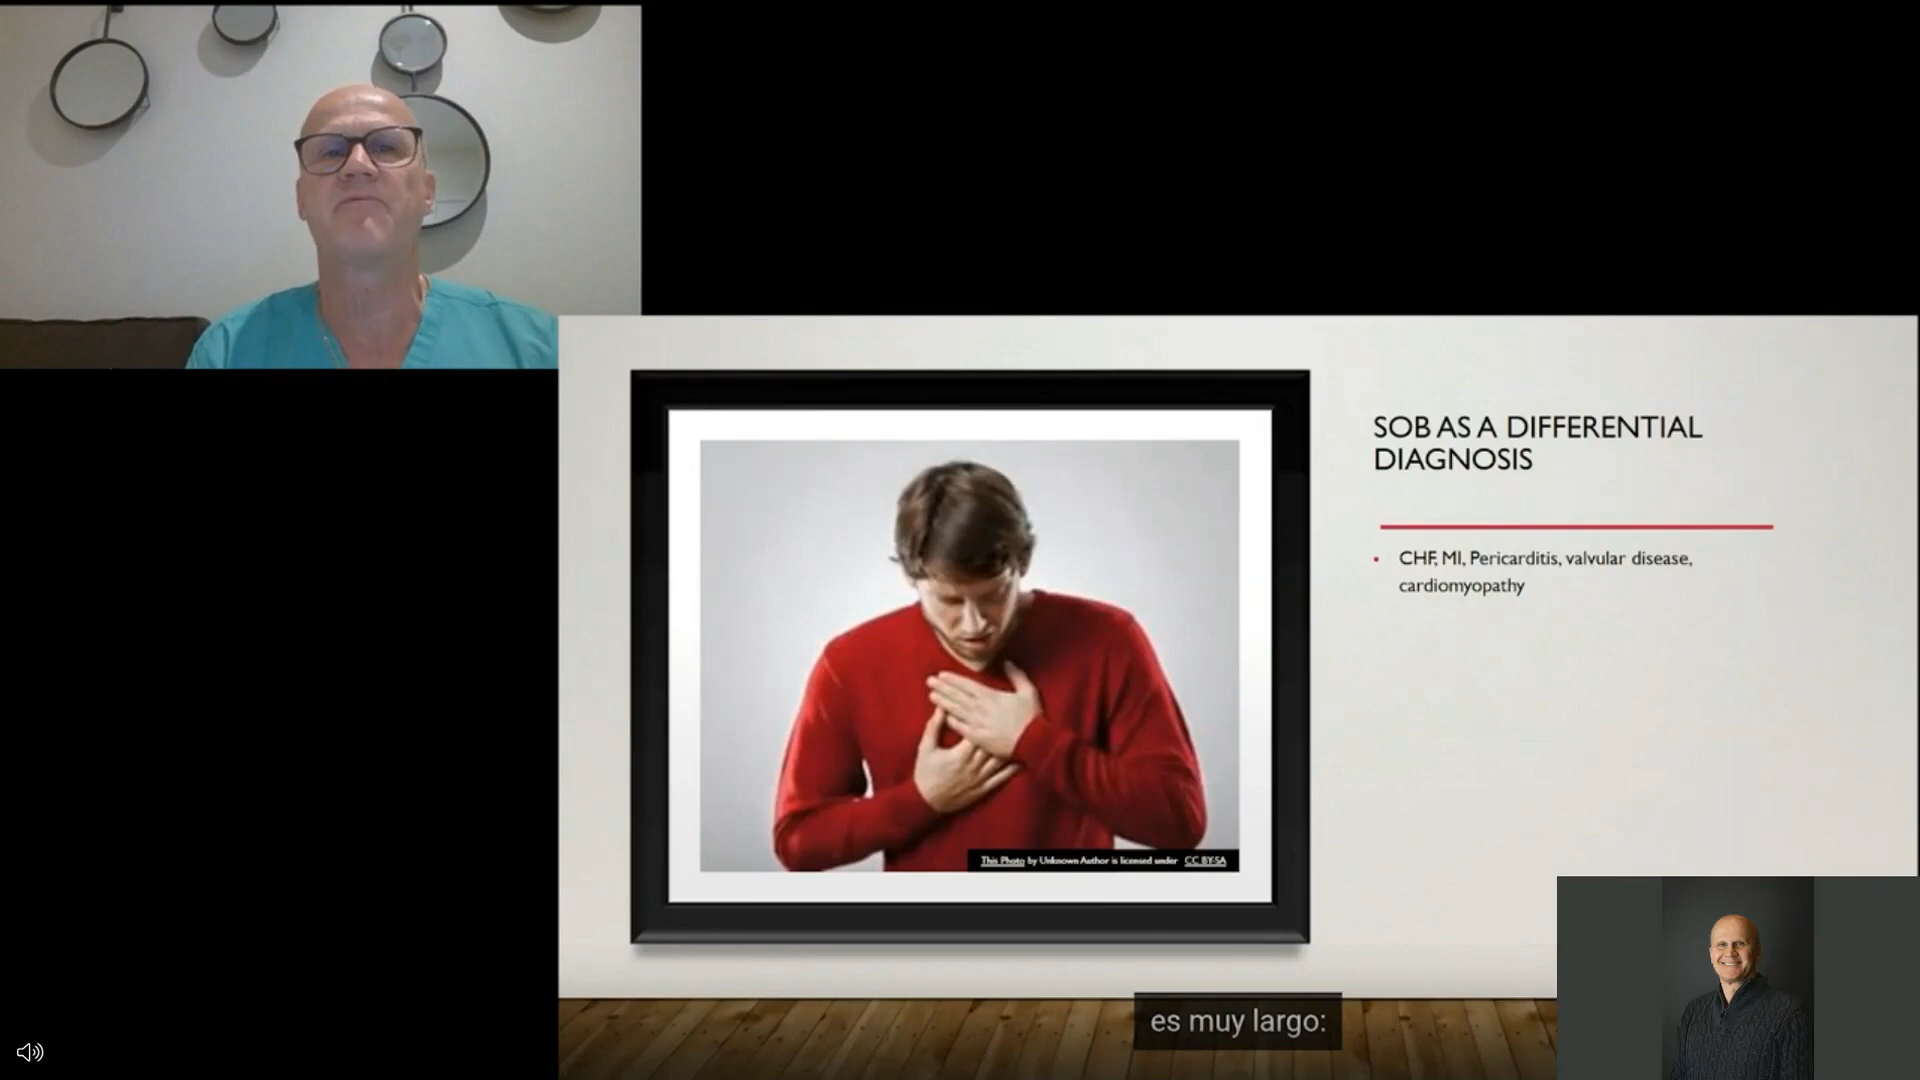 SOB AS A DIFFERENTIAL
DIAGNOSIS
• CHF, MI, Pericarditis, valvular disease,
cardiomyopathy
This Photo by Unknown Author is licensed under CC BY-SA
es muy largo: